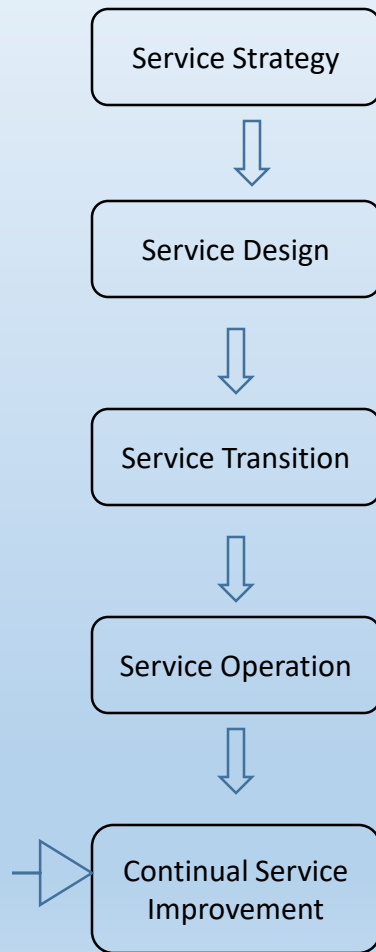 Service Strategy
Service Design
Service Transition
Service Operation
Continual Service
Improvement